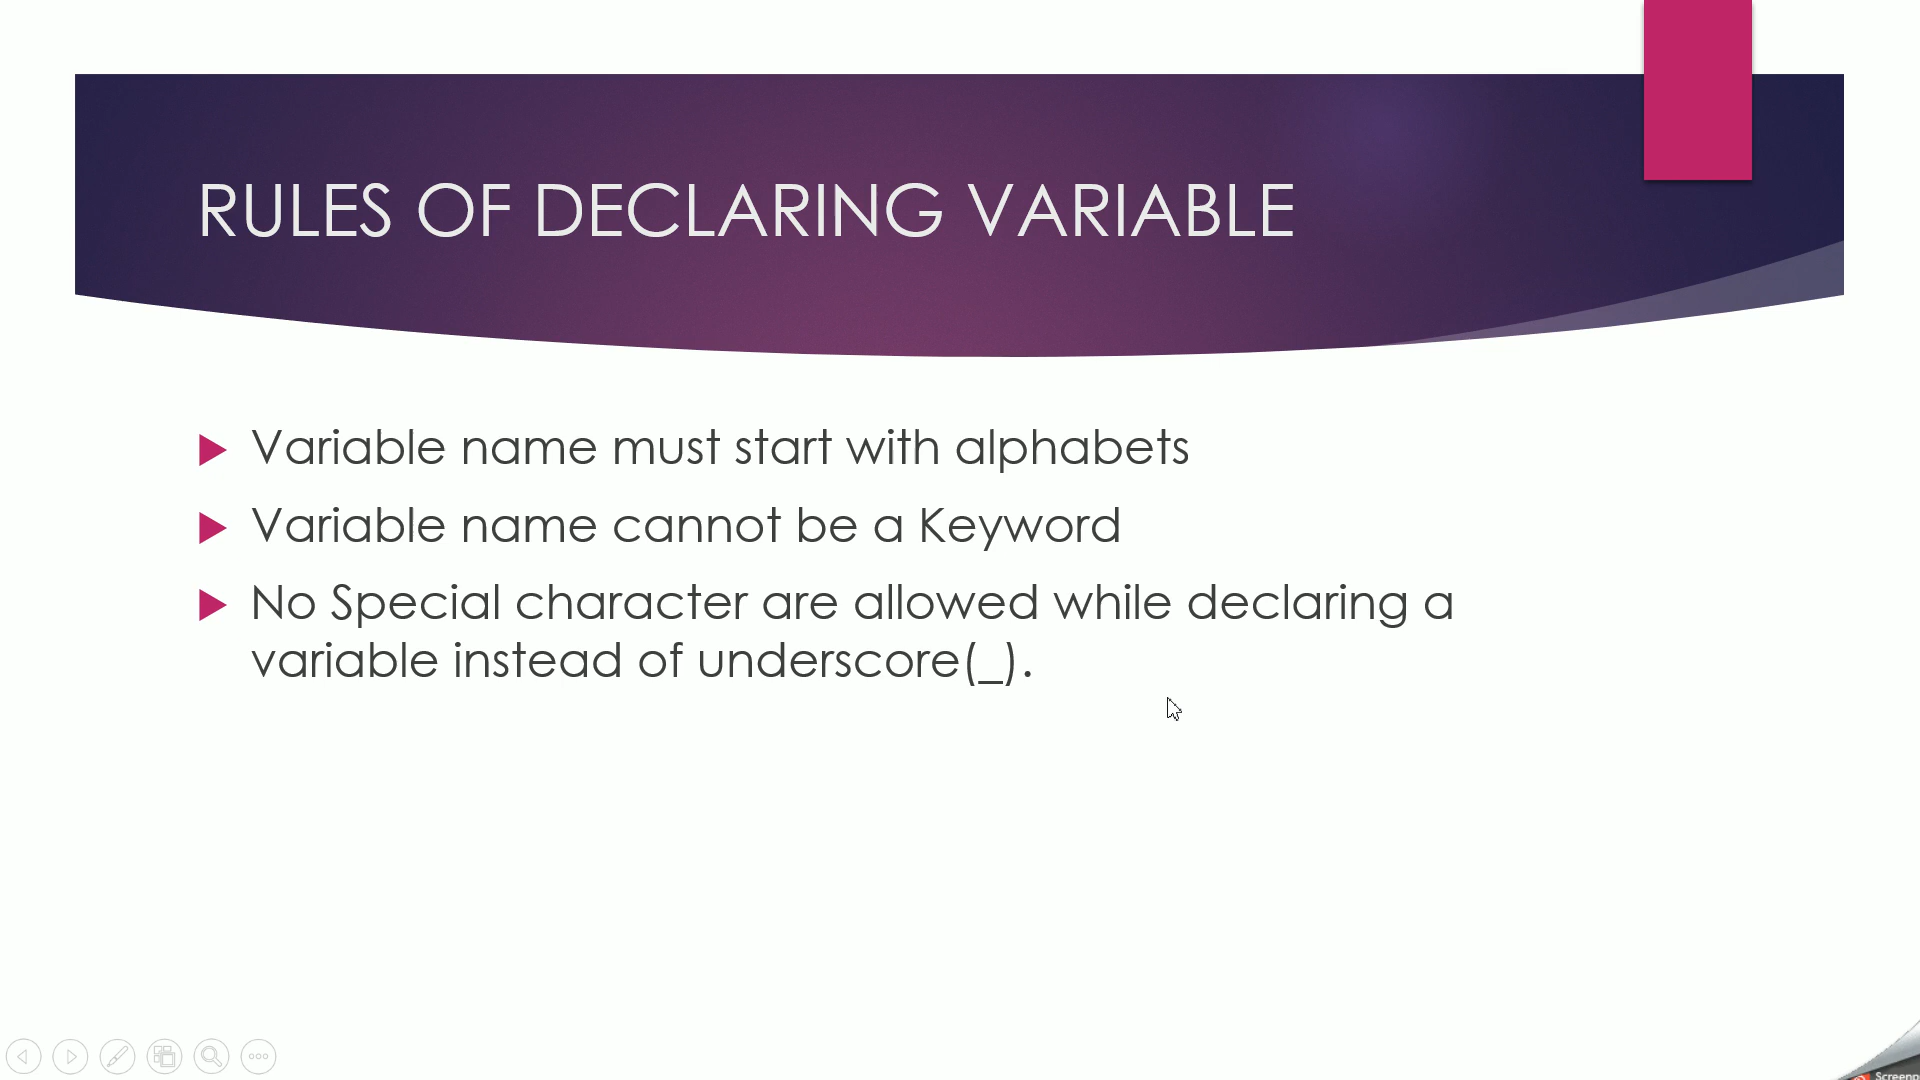 RULES OF DECLARING VARIABLE
Variable name must start with alphabets
Variable name cannot be a Keyword
No Special character are allowed while declaring a
variable instead of underscore(_).